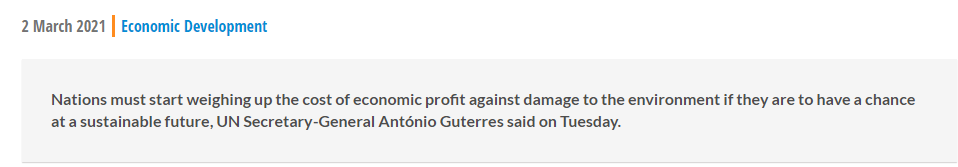 2 March 2021 | Economic Development
Nations must start weighing up the cost of economic profit against damage to the environment if they are to have a chance
at a sustainable future, UN Secretary-General António Guterres said on Tuesday.